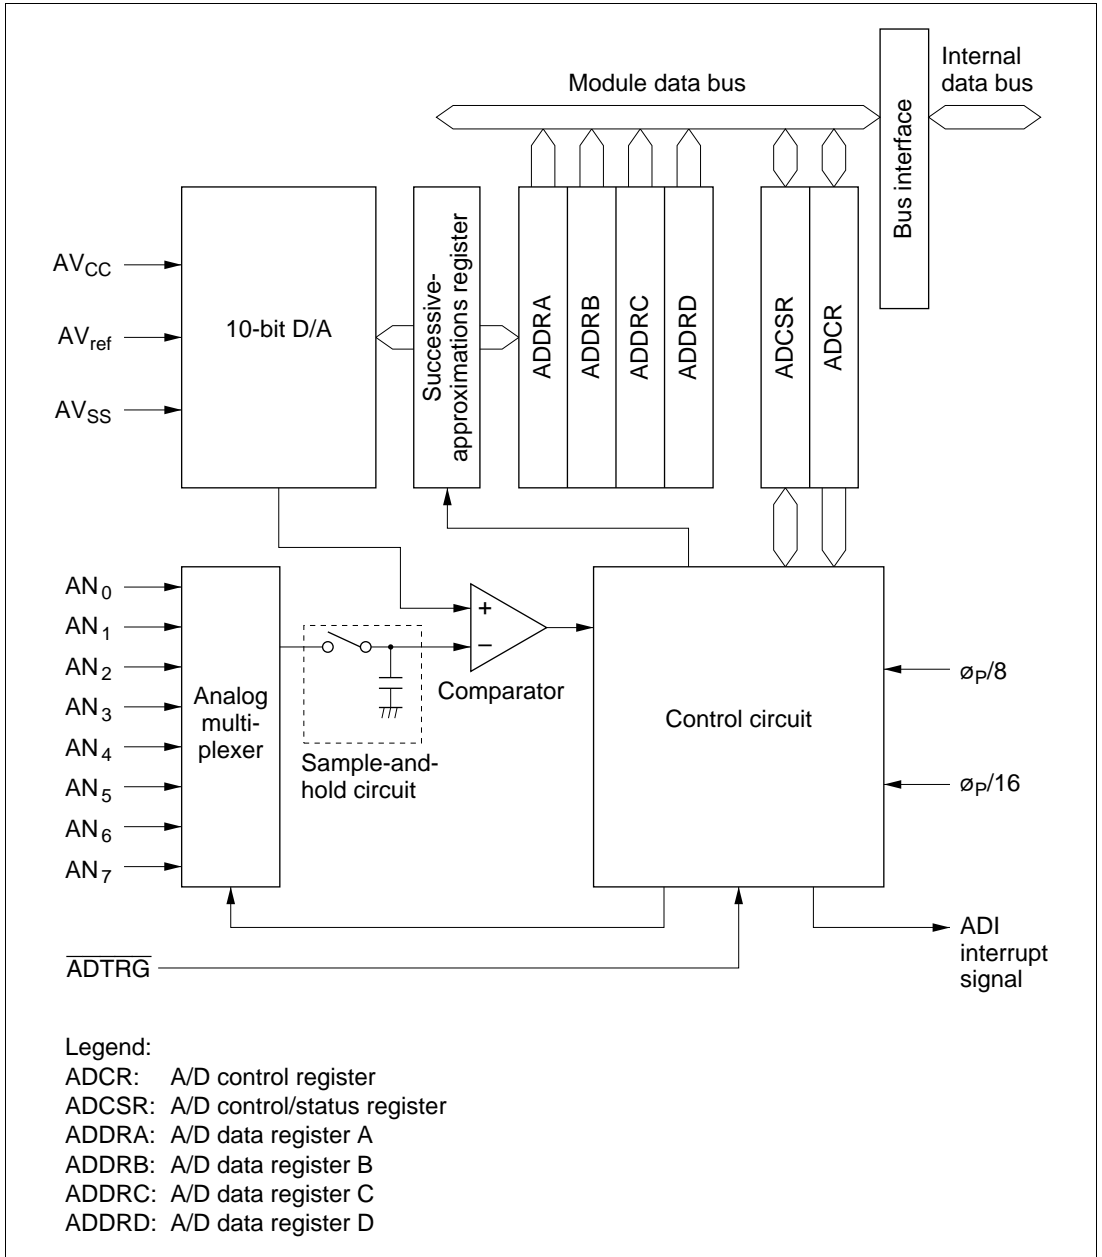 Module data bus
Internal
data bus
Bus interface
AVCC
AVref
AVSS
10-bit D/A
Successive-
approximations register
ADDRA
ADDRB
ADDRC
ADDRD
ADCSR
ADCR
AN0
AN1
AN2
AN3
AN4
AN5
AN6
AN7
Analog
multi-
plexer
Sample-and-
hold circuit
+
−
Comparator
Control circuit
øP/8
øP/16
ADTRG
ADI
interrupt
signal
Legend:
ADCR: A/D control register
ADCSR: A/D control/status register
ADDRA: A/D data register A
ADDRB: A/D data register B
ADDRC: A/D data register C
ADDRD: A/D data register D